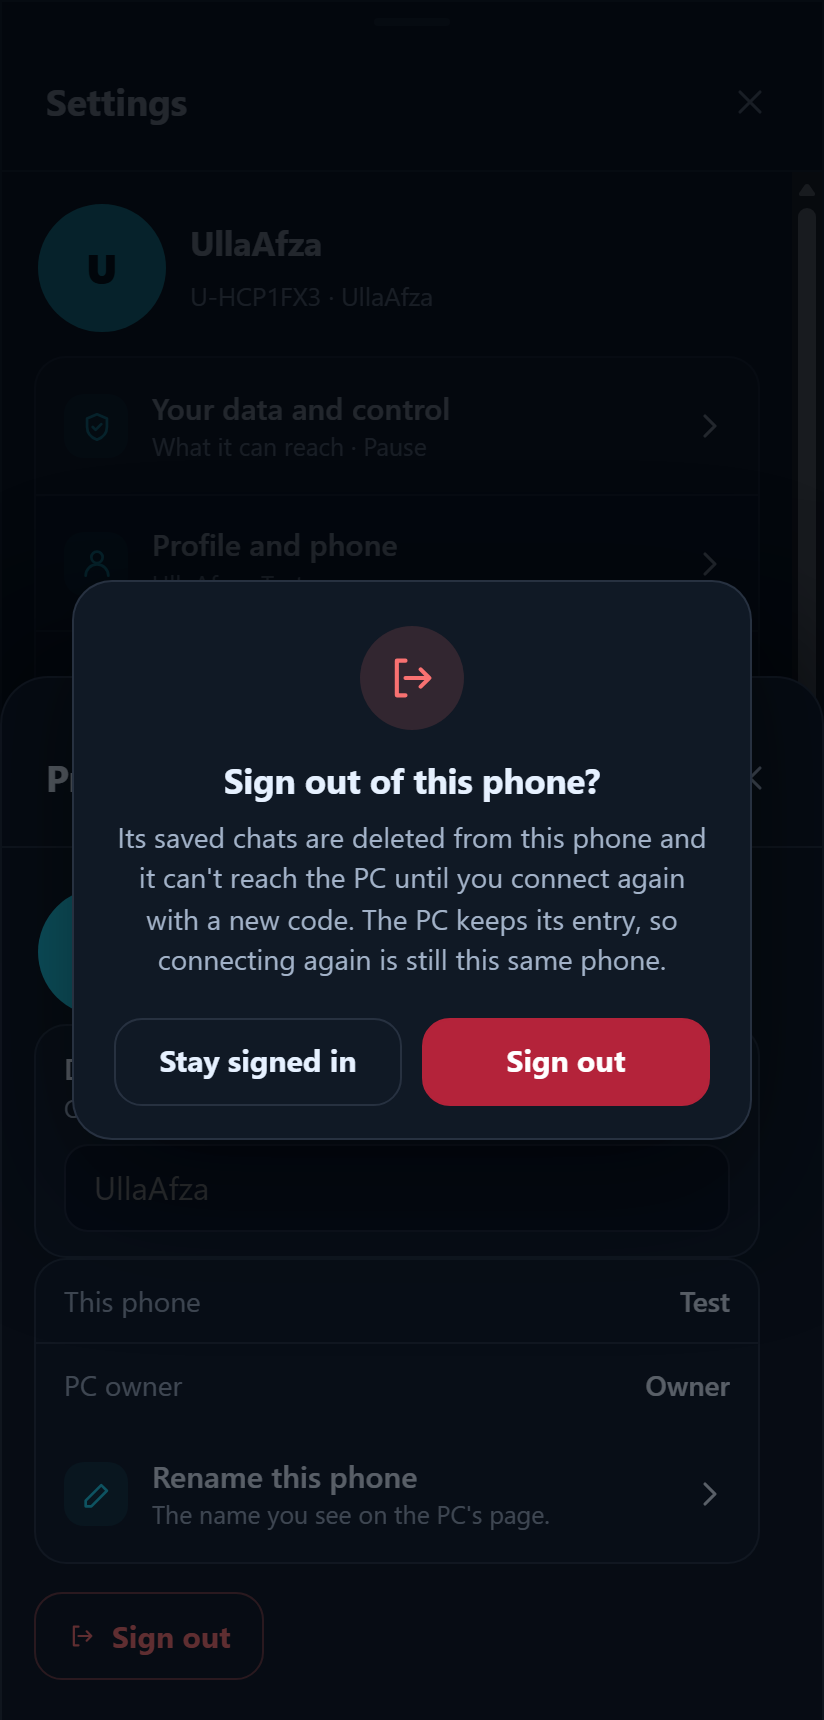 Settings
U
UllaAfza
U-HCP1FX3 · UllaAfza
Your data and control
What it can reach · Pause
Profile and phone
Sign out of this phone?
Its saved chats are deleted from this phone and
it can't reach the PC until you connect again
with a new code. The PC keeps its entry, so
connecting again is still this same phone.
Stay signed in
Sign out
UllaAfza
This phone
Test
PC owner
Owner
Rename this phone
The name you see on the PC's page.
Sign out